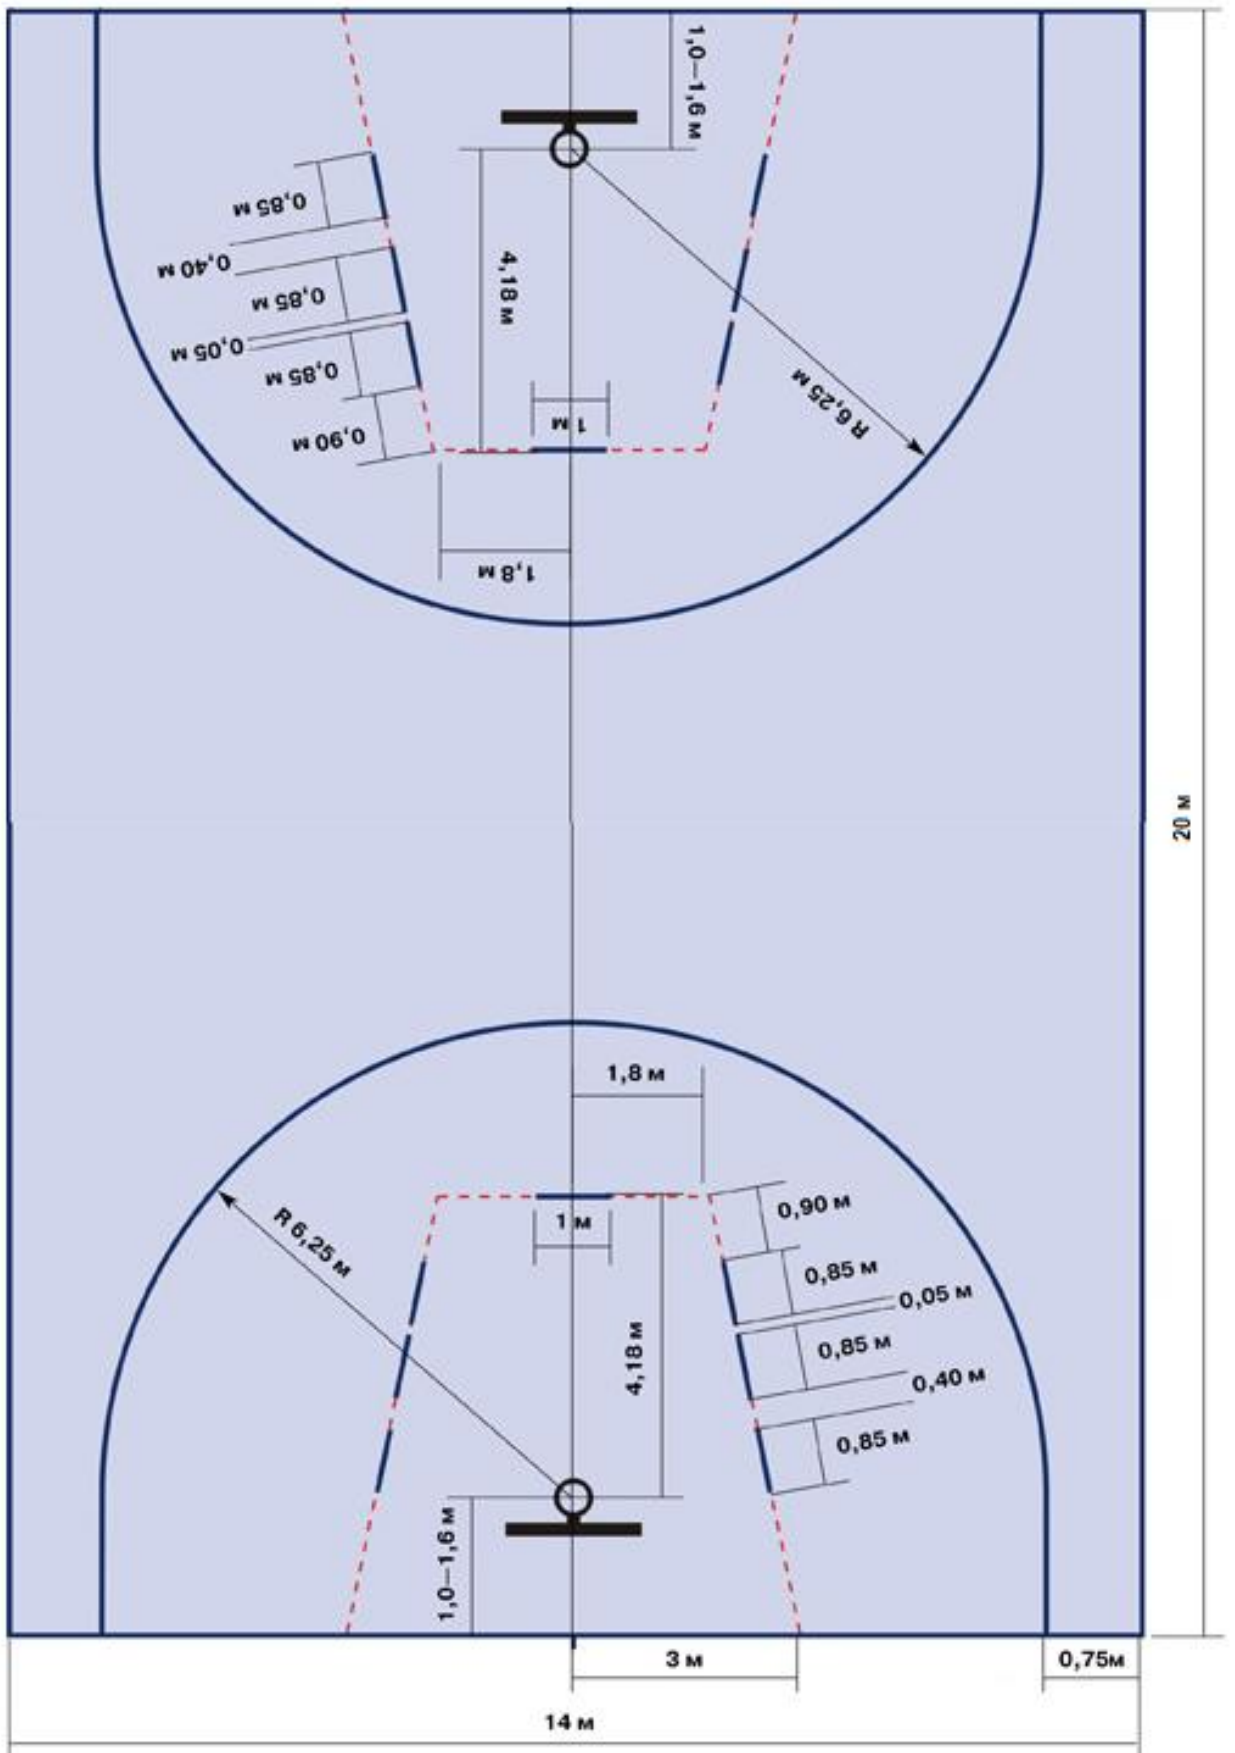 1,0–1,6 м
0,85 м
0,40 м
0,85 м
0,05 м
0,85 м
0,90 м
4,18 м
1 м
R 6,25 м
1,8 м
20 м
1,8 м
R 6,25 м
1 м
0,90 м
0,85 м
0,05 м
0,85 м
0,40 м
0,85 м
4,18 м
1,0–1,6 м
3 м
0,75м
14 м